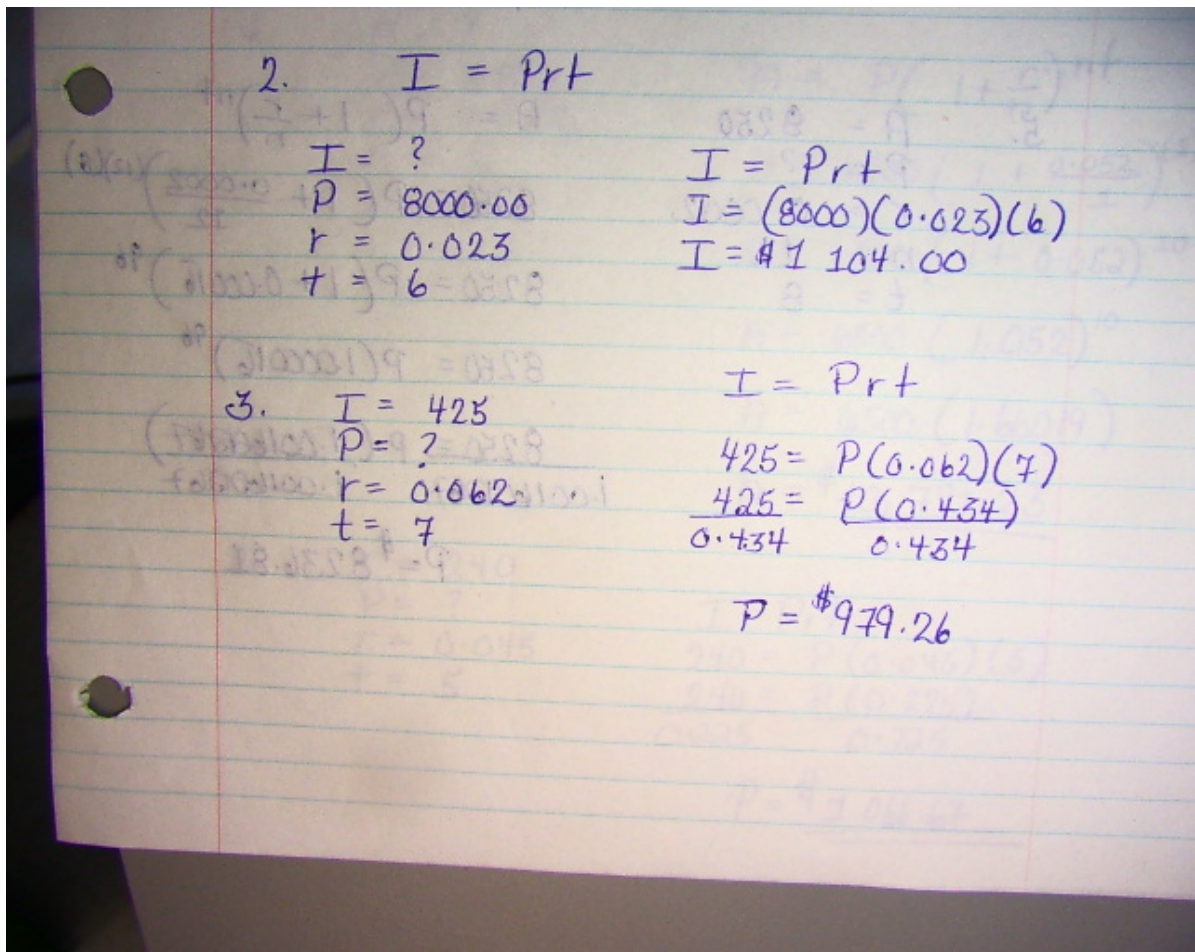 2. I = Prt
I = ?
P = 8000.00
r = 0.023
t = 6
I = Prt
I = (8000)(0.023)(6)
I = $1 104.00
3. I = 425
P = ?
r = 0.062
t = 7
I = Prt
425 = P(0.062)(7)
425 = P(0.434)
0.434 0.434
P = $979.26